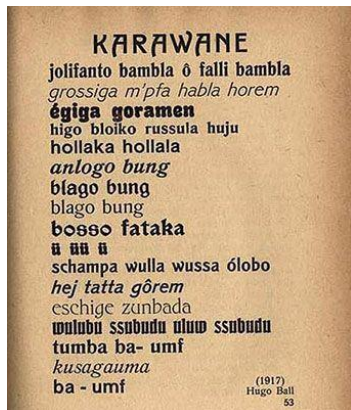 KARAWANE
jolifanto bambla ô falli bambla
grossiga m'pfa habla horem
égiga goramen
higo bloiko russula huju
hollaka hollala
anlogo bung
blago bung
blago bung
bosso fataka
ü üü ü
schampa wulla wussa ólobo
hej tatta gôrem
eschige zunbada
wulubu ssubudu uluw ssubudu
tumba ba- umf
kusagauma
ba - umf
(1917)
Hugo Ball
53